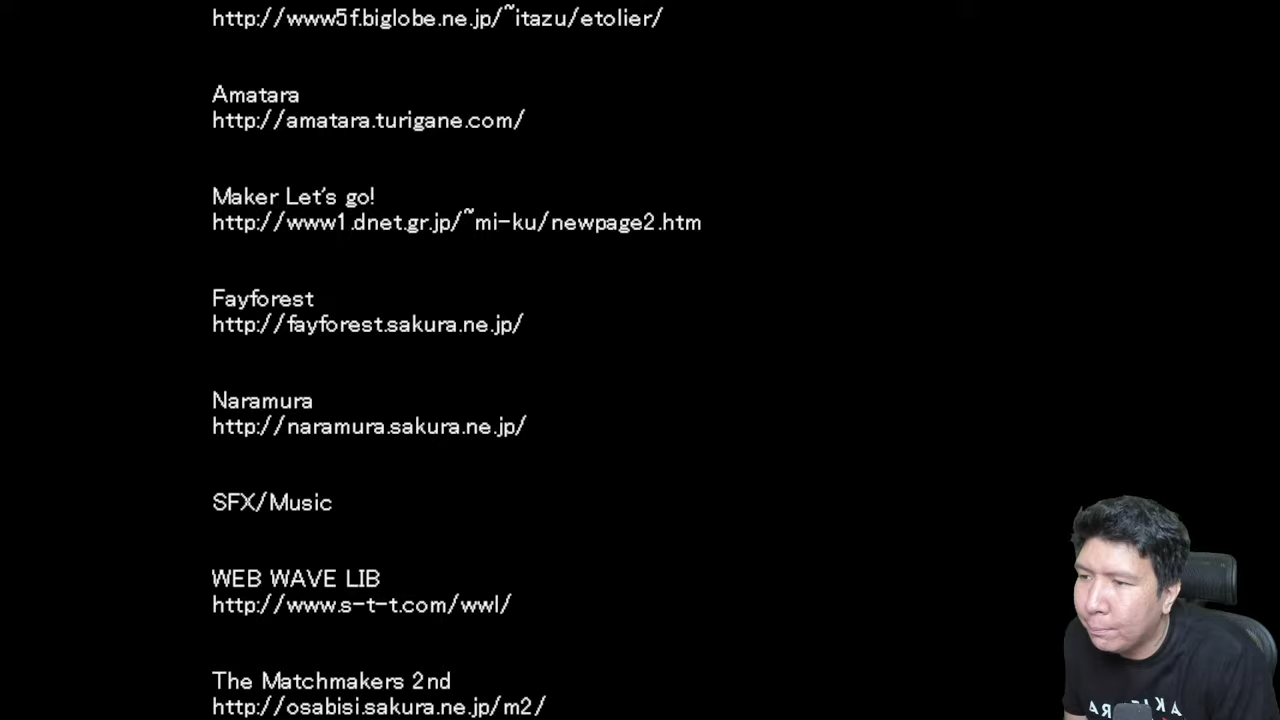 http://www5f.biglobe.ne.jp/~itazu/etolier/
Amatara
http://amatara.turigane.com/
Maker Let's go!
http://www1.dnet.gr.jp/~mi-ku/newpage2.htm
Fayforest
http://fayforest.sakura.ne.jp/
Naramura
http://naramura.sakura.ne.jp/
SFX/Music
WEB WAVE LIB
http://www.s-t-t.com/wwl/
The Matchmakers 2nd
http://osabisi.sakura.ne.jp/m2/